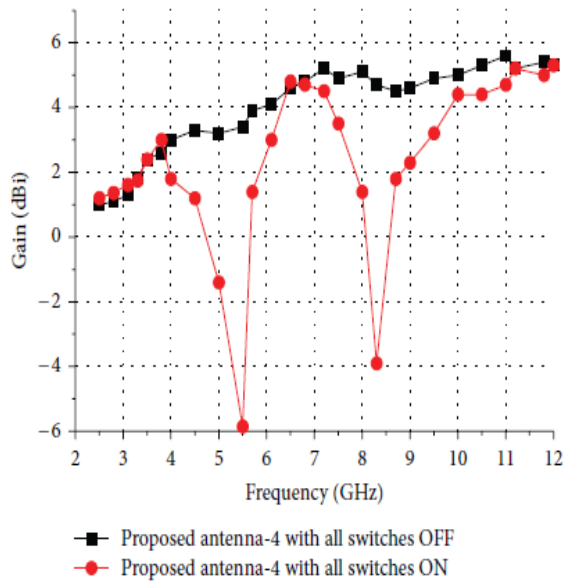 6
4
2
0
−2
−4
−6
Gain (dBi)
2 3 4 5 6 7 8 9 10 11 12
Frequency (GHz)
Proposed antenna-4 with all switches OFF
Proposed antenna-4 with all switches ON